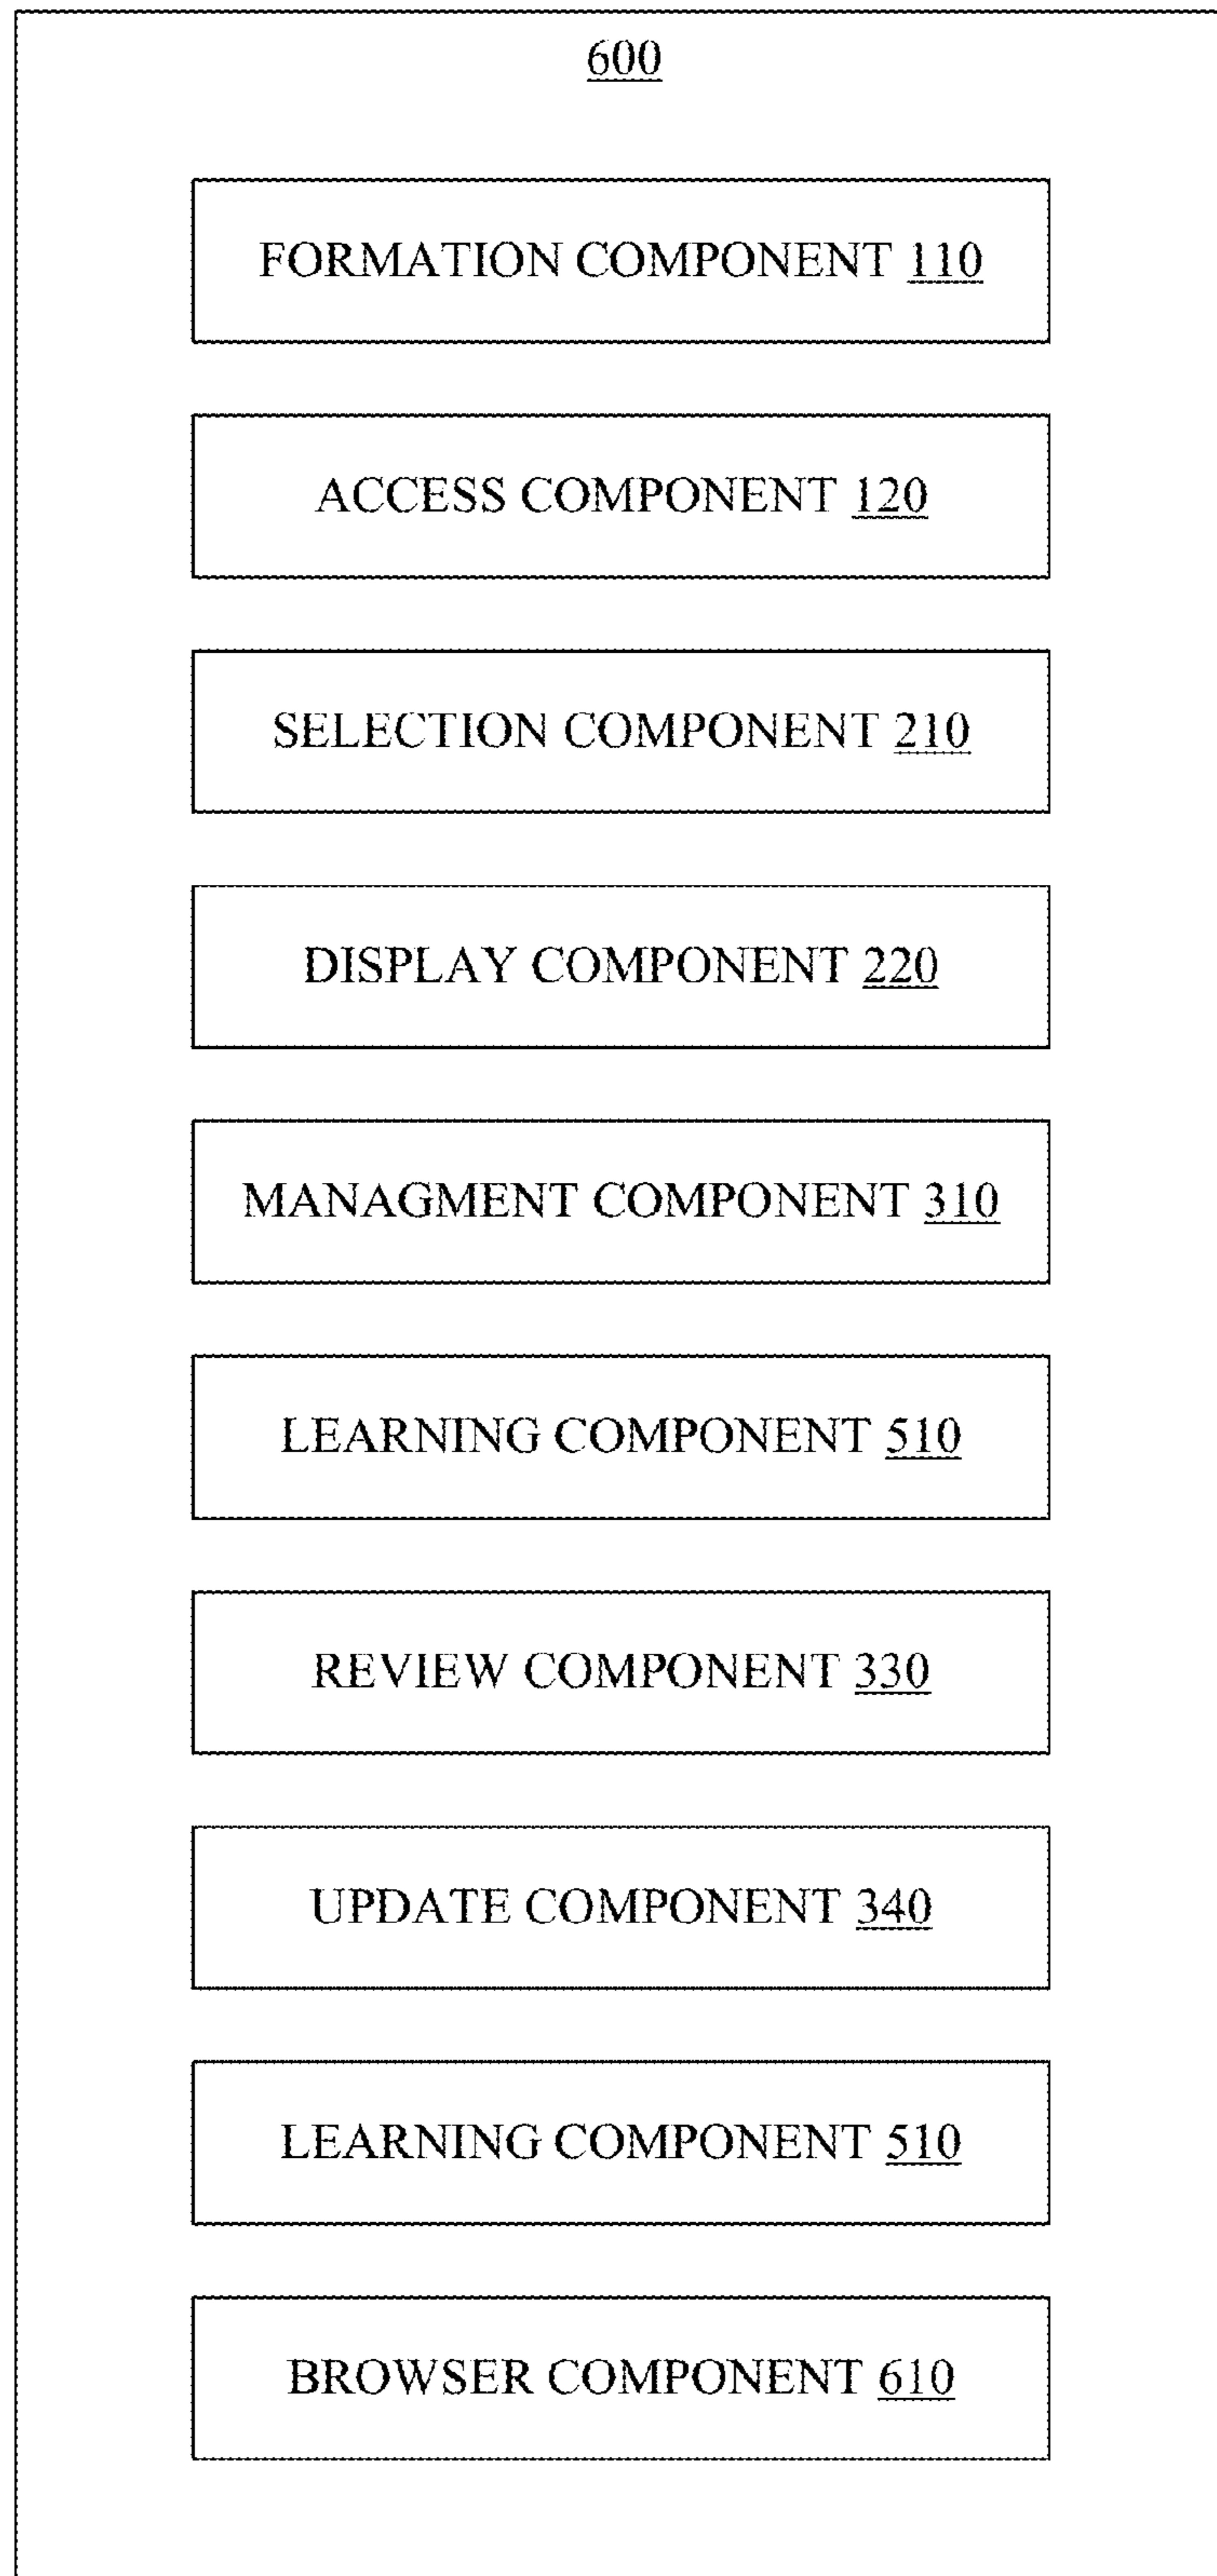 600
FORMATION COMPONENT 110
ACCESS COMPONENT 120
SELECTION COMPONENT 210
DISPLAY COMPONENT 220
MANAGMENT COMPONENT 310
LEARNING COMPONENT 510
REVIEW COMPONENT 330
UPDATE COMPONENT 340
LEARNING COMPONENT 510
BROWSER COMPONENT 610